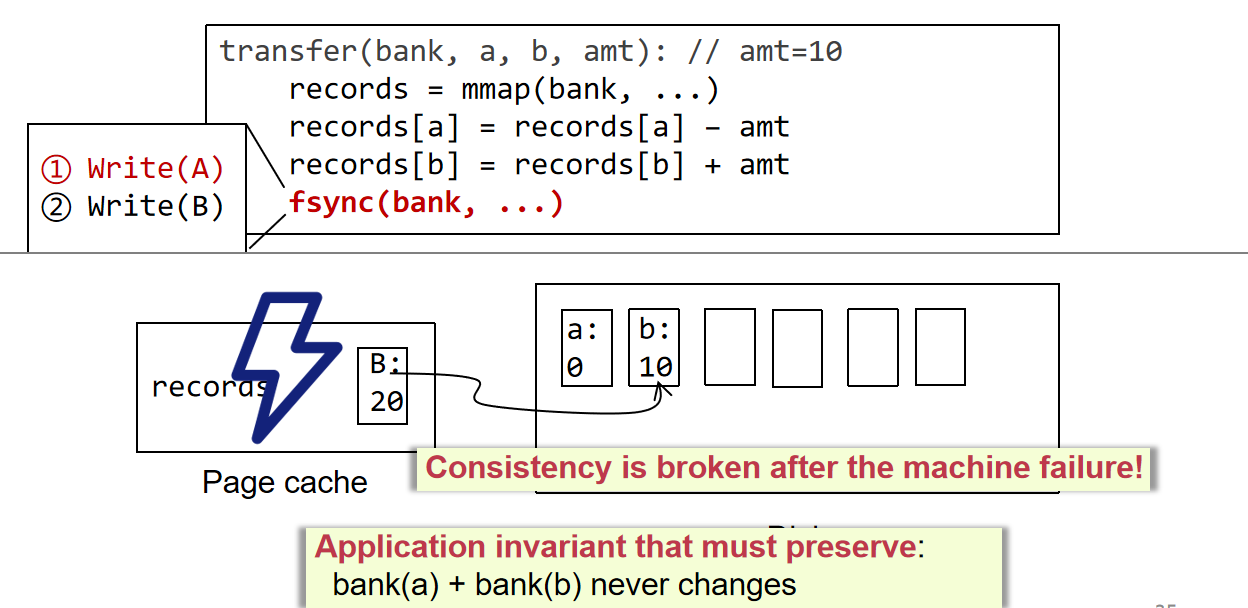 transfer(bank, a, b, amt): // amt=10
records = mmap(bank, ...)
records[a] = records[a] – amt
records[b] = records[b] + amt
fsync(bank, ...)
① Write(A)
② Write(B)
records
B:
20
a:
0
b:
10
Page cache
Consistency is broken after the machine failure!
Application invariant that must preserve:
bank(a) + bank(b) never changes